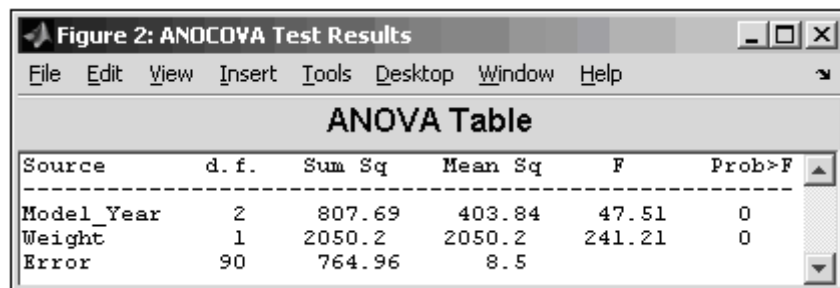 Figure 2: ANOCOVA Test Results
File Edit View Insert Tools Desktop Window Help
ANOVA Table
Source d.f. Sum Sq Mean Sq F Prob>F
Model_Year 2 807.69 403.84 47.51 0
Weight 1 2050.2 2050.2 241.21 0
Error 90 764.96 8.5